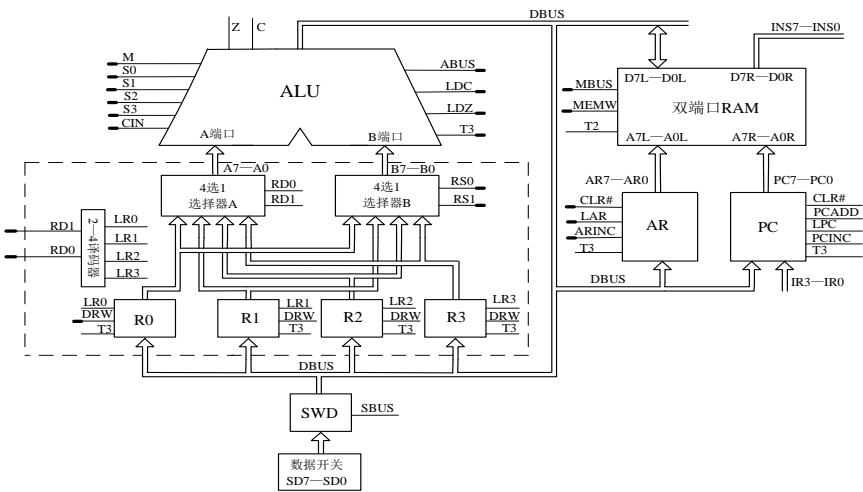 DBUS
Z
C
INS7—INS0
M
S0
S1
S2
S3
CIN
ALU
A端口
B端口
ABUS
LDC
LDZ
T3
D7L—D0L
D7R—D0R
双端口RAM
A7L—A0L
A7R—A0R
MBUS
MEMW
T2
A7—A0
B7—B0
4选1
选择器A
RD0
RD1
4选1
选择器B
RS0
RS1
AR7—AR0
PC7—PC0
CLR#
LAR
ARINC
T3
AR
PC
CLR#
PCADD
LPC
PCINC
T3
RD1
RD0
2—4译码器
LR0
LR1
LR2
LR3
DBUS
IR3—IR0
LR0
DRW
T3
R0
R1
LR1
DRW
T3
R2
LR2
DRW
T3
R3
LR3
DRW
T3
DBUS
SWD
SBUS
数据开关
SD7—SD0